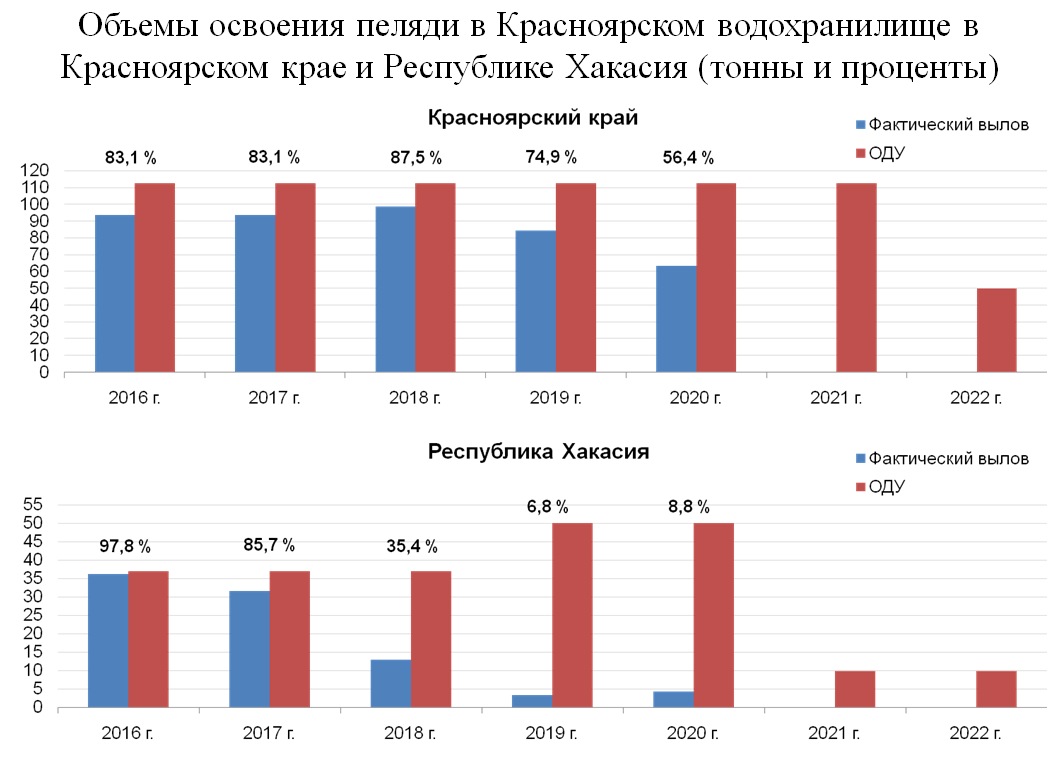 Объемы освоения пеляди в Красноярском водохранилище в
Красноярском крае и Республике Хакасия (тонны и проценты)
Красноярский край
Фактический вылов
ОДУ
83,1 %
83,1 %
87,5 %
74,9 %
56,4 %
120
110
100
90
80
70
60
50
40
30
20
10
0
2016 г.
2017 г.
2018 г.
2019 г.
2020 г.
2021 г.
2022 г.
Республика Хакасия
Фактический вылов
ОДУ
97,8 %
85,7 %
35,4 %
6,8 %
8,8 %
55
50
45
40
35
30
25
20
15
10
5
0
2016 г.
2017 г.
2018 г.
2019 г.
2020 г.
2021 г.
2022 г.